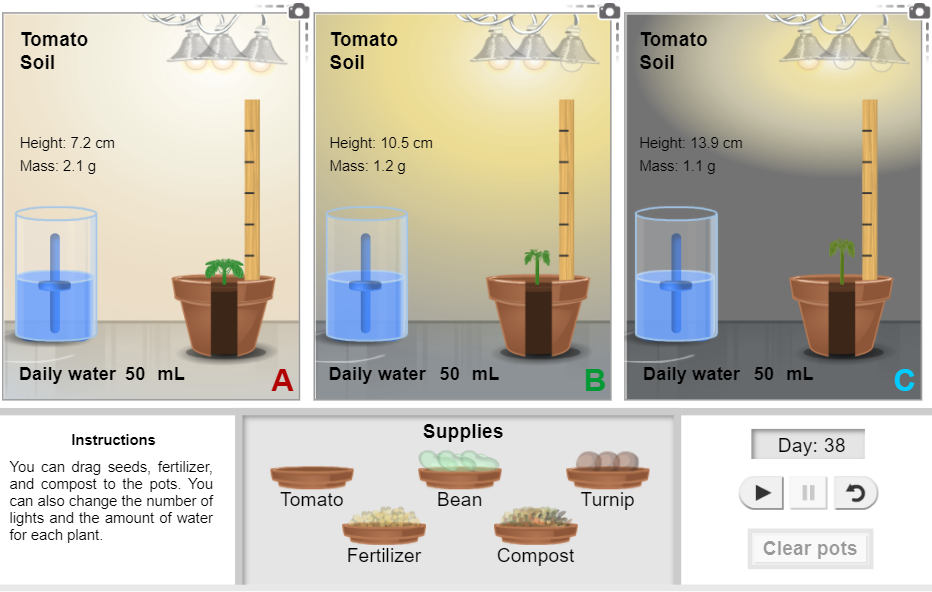 Tomato
Soil
Height: 7.2 cm
Mass: 2.1 g
Daily water 50 mL
A
Tomato
Soil
Height: 10.5 cm
Mass: 1.2 g
Daily water 50 mL
B
Tomato
Soil
Height: 13.9 cm
Mass: 1.1 g
Daily water 50 mL
C
Instructions
You can drag seeds, fertilizer,
and compost to the pots. You
can also change the number of
lights and the amount of water
for each plant.
Supplies
Tomato
Bean
Turnip
Fertilizer
Compost
Day: 38
Clear pots